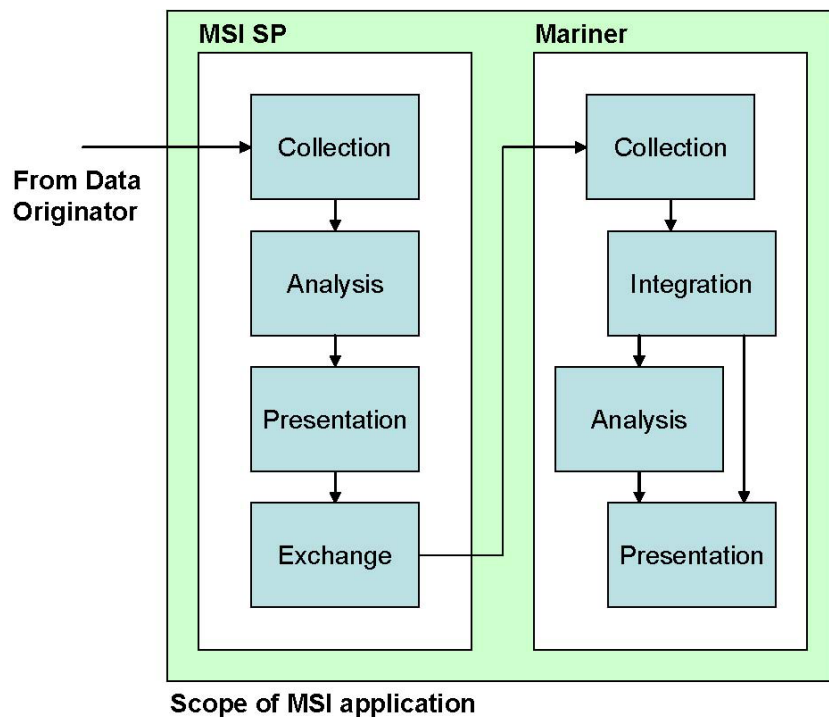 MSI SP
Mariner
From Data
Originator
Collection
Analysis
Presentation
Exchange
Collection
Integration
Analysis
Presentation
Scope of MSI application